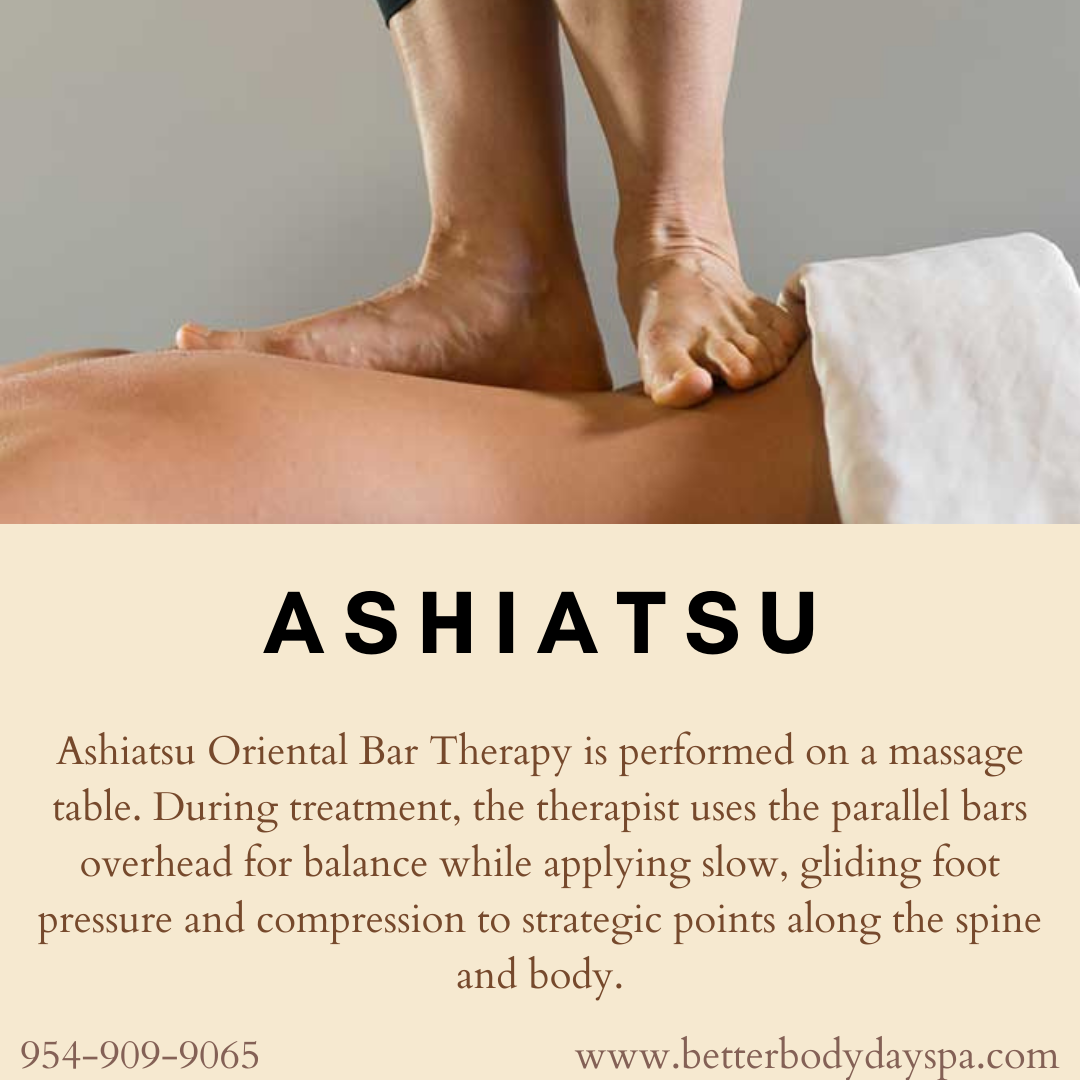 ASHIATSU
Ashiatsu Oriental Bar Therapy is performed on a massage
table. During treatment, the therapist uses the parallel bars
overhead for balance while applying slow, gliding foot
pressure and compression to strategic points along the spine
and body.
954-909-9065
www.betterbodydayspa.com